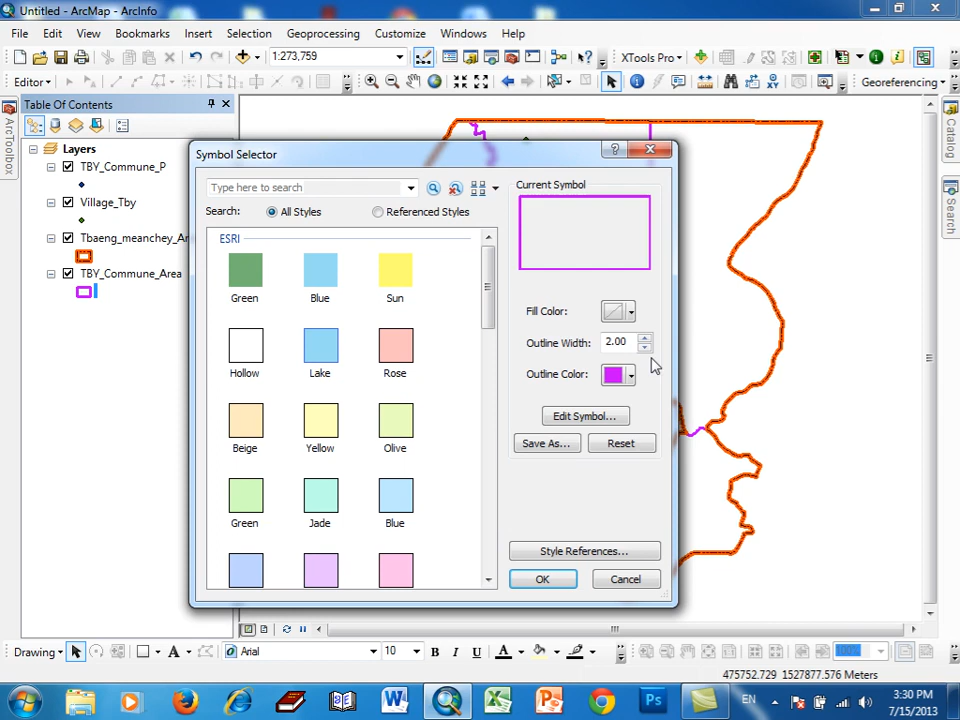 Untitled - ArcMap - ArcInfo
File Edit View Bookmarks Insert Selection Geoprocessing Customize Windows Help
1:273,759
XTools Pro
Editor
Georeferencing
Table Of Contents
ArcToolbox
Catalog
Search
Layers
TBY_Commune_P
Village_Tby
Tbaeng_meanchey_Ar
TBY_Commune_Area
Symbol Selector
Type here to search
Search: All Styles Referenced Styles
ESRI
Green Blue Sun
Hollow Lake Rose
Beige Yellow Olive
Green Jade Blue
Current Symbol
Fill Color:
Outline Width: 2.00
Outline Color:
Edit Symbol...
Save As... Reset
Style References...
OK Cancel
Drawing
Arial
10
B I U A
475752.729 1527877.576 Meters
EN
3:30 PM
7/15/2013